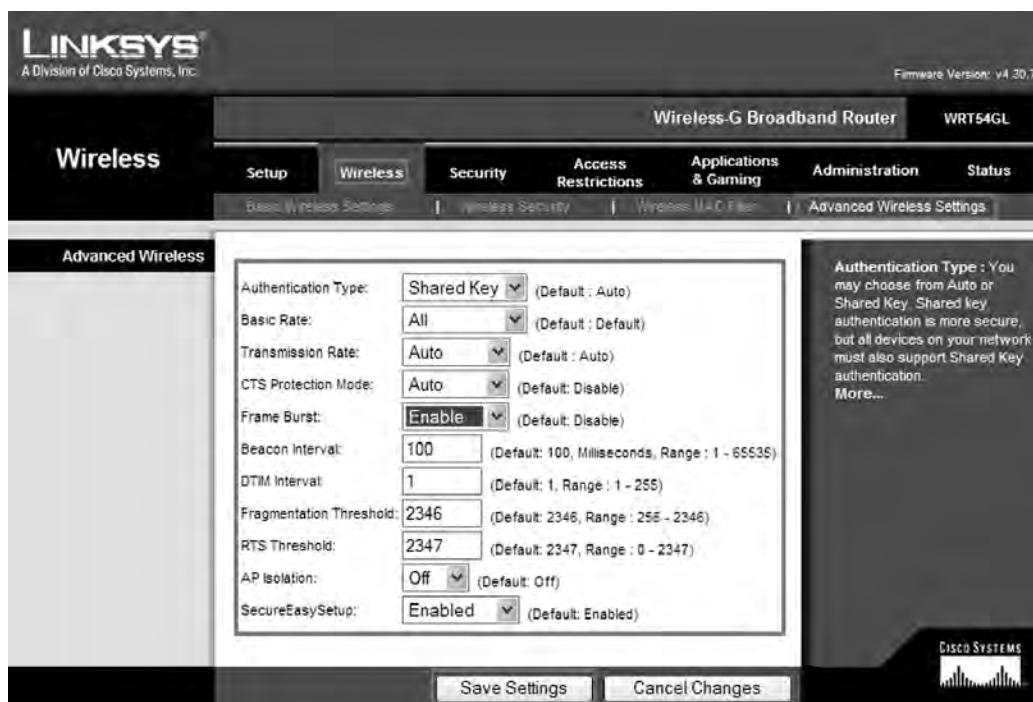 LINKSYS
A Division of Cisco Systems, Inc.
Firmware Version: v4.30.7
Wireless-G Broadband Router WRT54GL
Wireless
Setup Wireless Security Access Restrictions Applications & Gaming Administration Status
Basic Wireless Settings | Wireless Security | Wireless MAC Filter | Advanced Wireless Settings
Advanced Wireless
Authentication Type: Shared Key (Default : Auto)
Basic Rate: All (Default : Default)
Transmission Rate: Auto (Default : Auto)
CTS Protection Mode: Auto (Default: Disable)
Frame Burst: Enable (Default: Disable)
Beacon Interval: 100 (Default: 100, Milliseconds, Range : 1 - 65535)
DTIM Interval: 1 (Default: 1, Range : 1 - 255)
Fragmentation Threshold: 2346 (Default: 2346, Range : 256 - 2346)
RTS Threshold: 2347 (Default: 2347, Range : 0 - 2347)
AP Isolation: Off (Default: Off)
SecureEasySetup: Enabled (Default: Enabled)
Authentication Type : You
may choose from Auto or
Shared Key. Shared key
authentication is more secure,
but all devices on your network
must also support Shared Key
authentication.
More...
Save Settings Cancel Changes
CISCO SYSTEMS